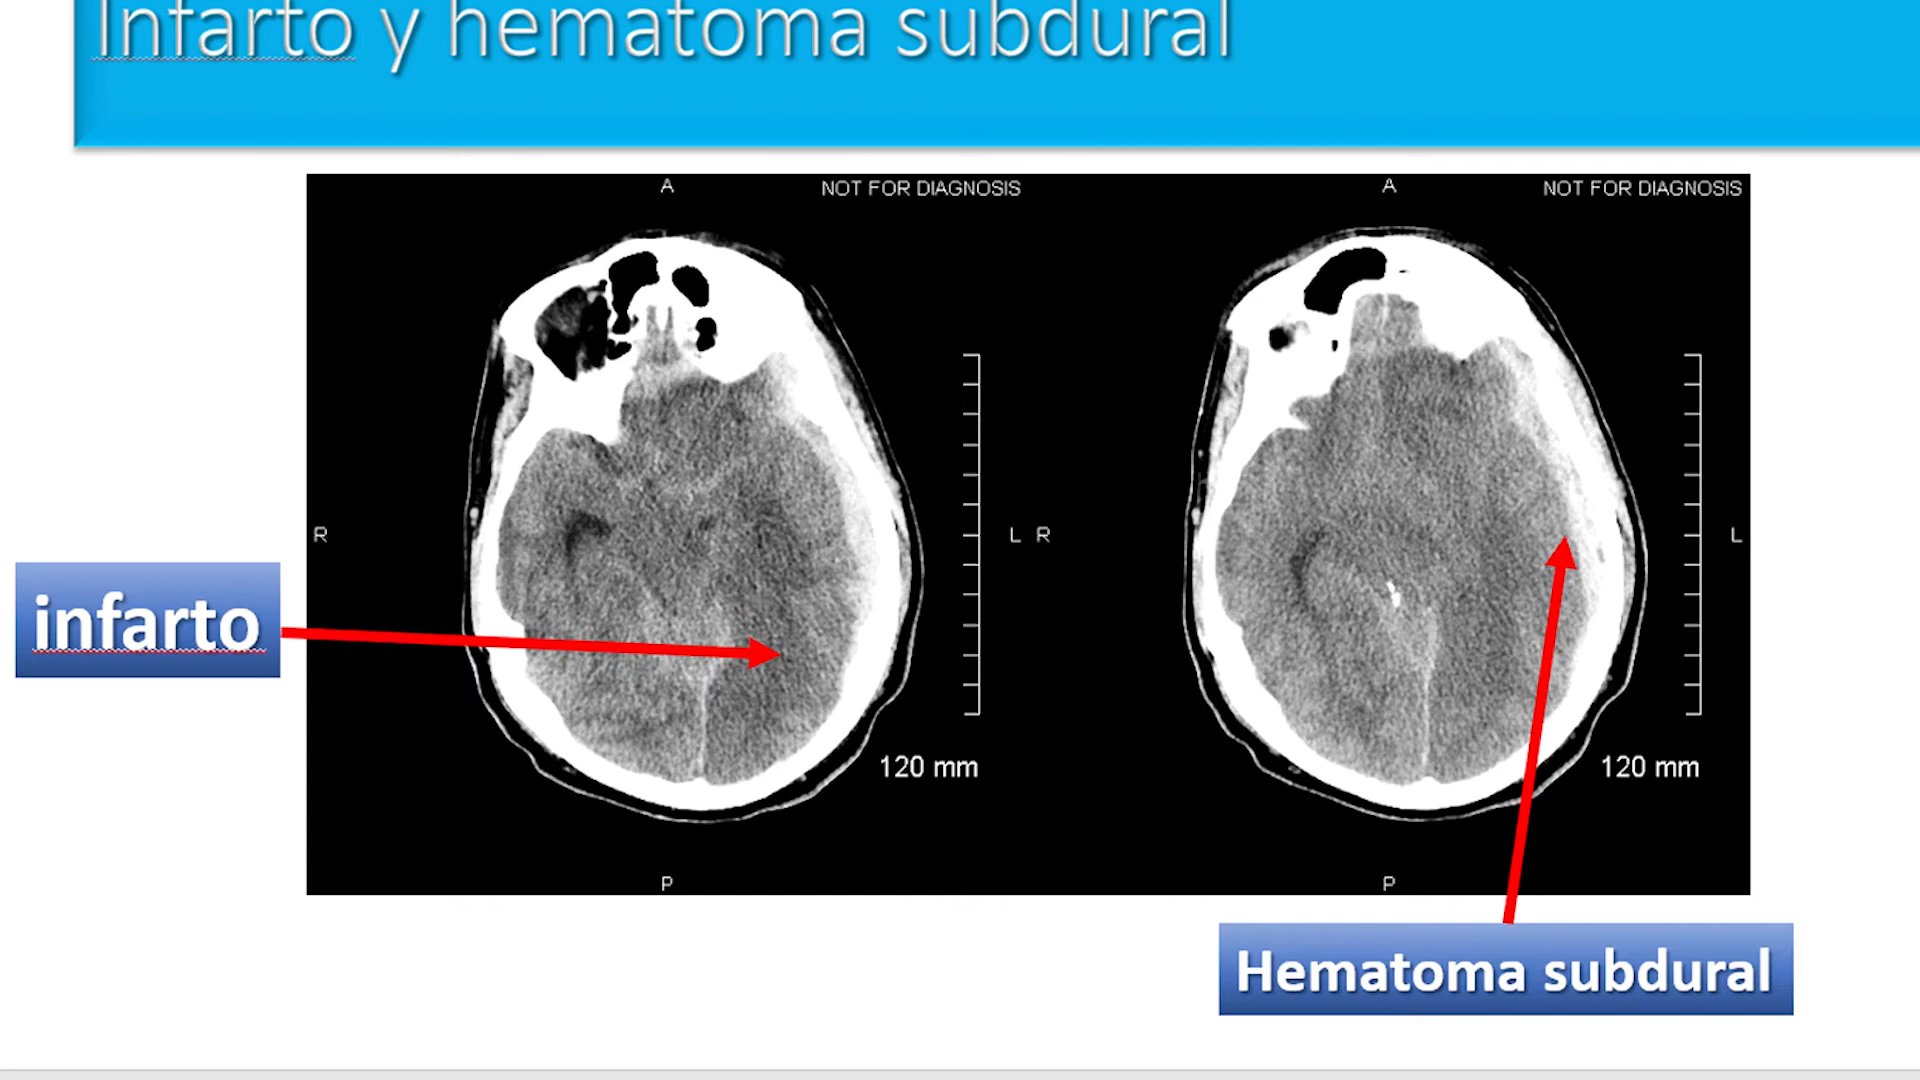 Infarto y hematoma subdural
A
NOT FOR DIAGNOSIS
A
NOT FOR DIAGNOSIS
R
L
R
L
infarto
120 mm
120 mm
P
P
Hematoma subdural